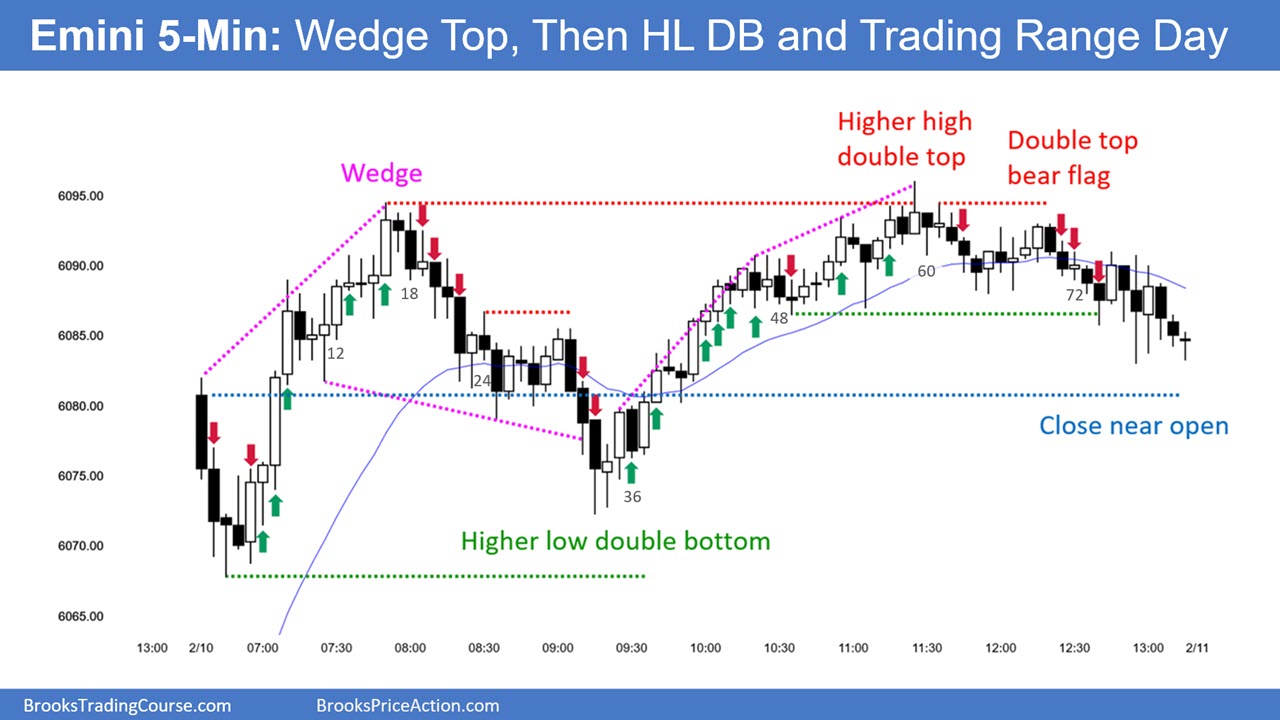 Emini 5-Min: Wedge Top, Then HL DB and Trading Range Day
Higher high
double top
Double top
bear flag
Wedge
6095.00
6090.00
6085.00
6080.00
6075.00
6070.00
6065.00
12
18
24
36
48
60
72
Close near open
Higher low double bottom
13:00 2/10 07:00 07:30 08:00 08:30 09:00 09:30 10:00 10:30 11:00 11:30 12:00 12:30 13:00 2/11
BrooksTradingCourse.com BrooksPriceAction.com